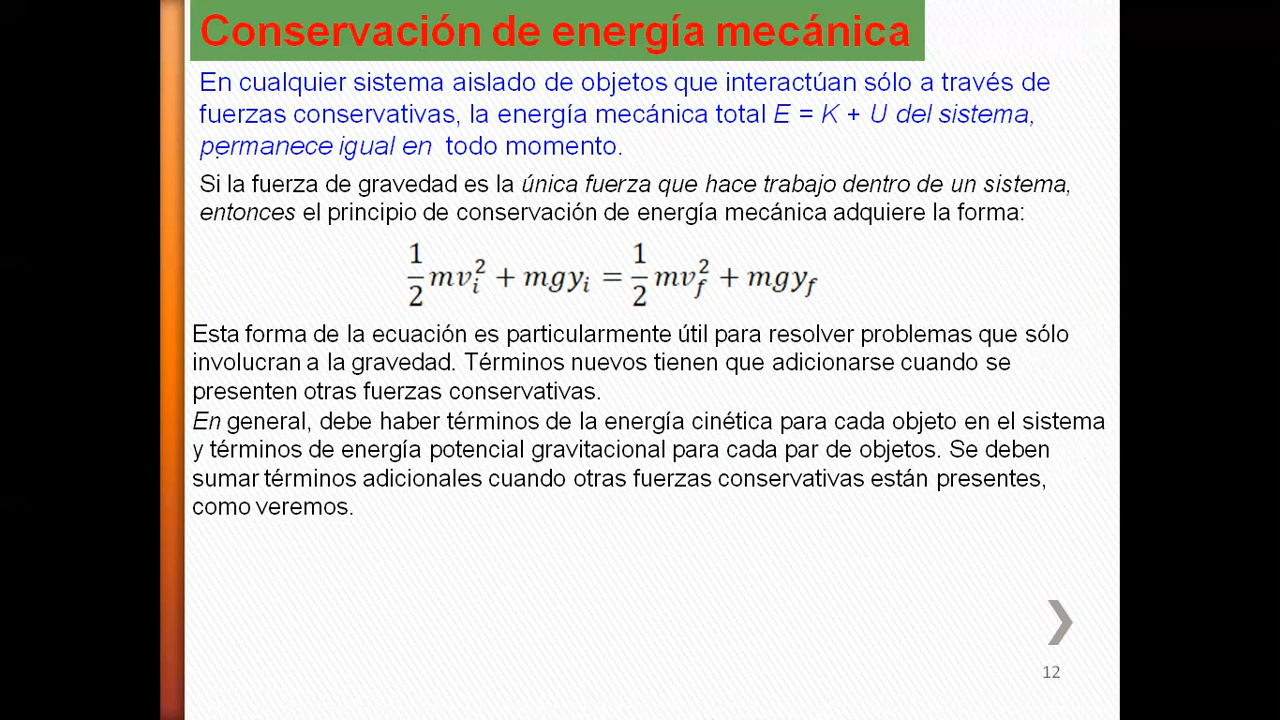 Conservación de energía mecánica
En cualquier sistema aislado de objetos que interactúan sólo a través de
fuerzas conservativas, la energía mecánica total E = K + U del sistema,
permanece igual en todo momento.
Si la fuerza de gravedad es la única fuerza que hace trabajo dentro de un sistema,
entonces el principio de conservación de energía mecánica adquiere la forma:
\frac{1}{2}mv_i^2 + mgy_i = \frac{1}{2}mv_f^2 + mgy_f
Esta forma de la ecuación es particularmente útil para resolver problemas que sólo
involucran a la gravedad. Términos nuevos tienen que adicionarse cuando se
presenten otras fuerzas conservativas.
En general, debe haber términos de la energía cinética para cada objeto en el sistema
y términos de energía potencial gravitacional para cada par de objetos. Se deben
sumar términos adicionales cuando otras fuerzas conservativas están presentes,
como veremos.
12